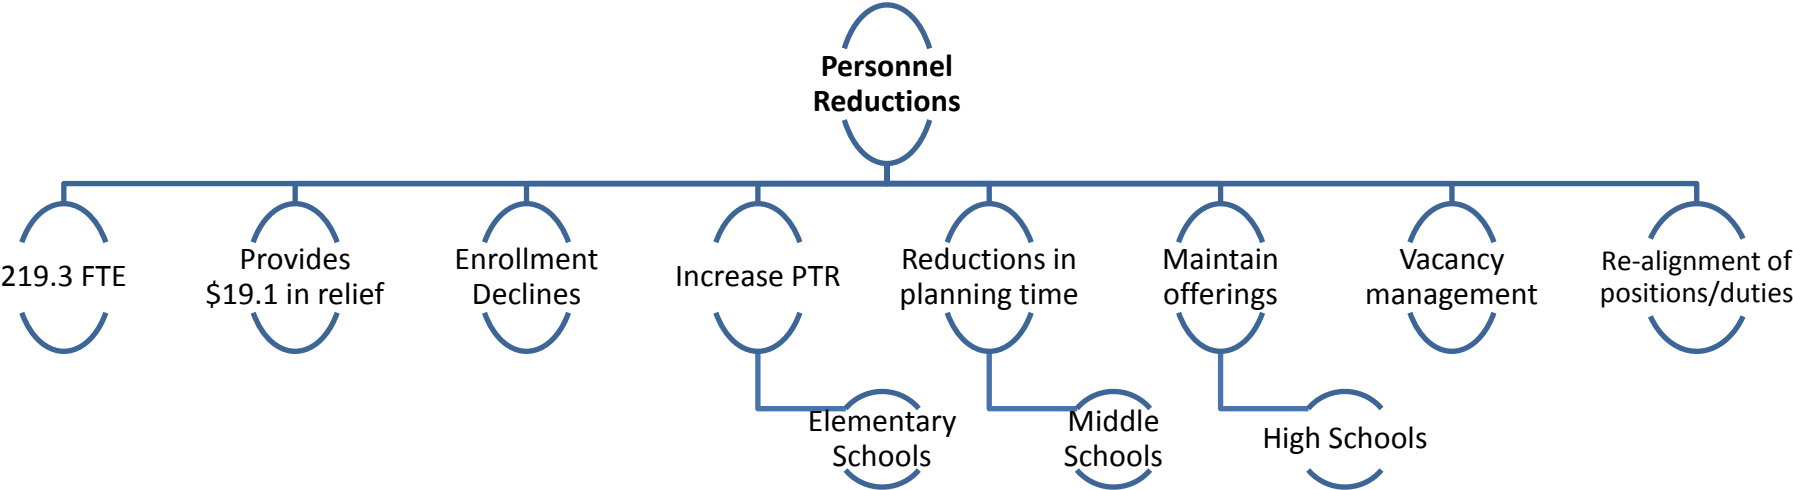 Personnel
Reductions
219.3 FTE
Provides
$19.1 in relief
Enrollment
Declines
Increase PTR
Reductions in
planning time
Maintain
offerings
Vacancy
management
Re-alignment of
positions/duties
Elementary
Schools
Middle
Schools
High Schools